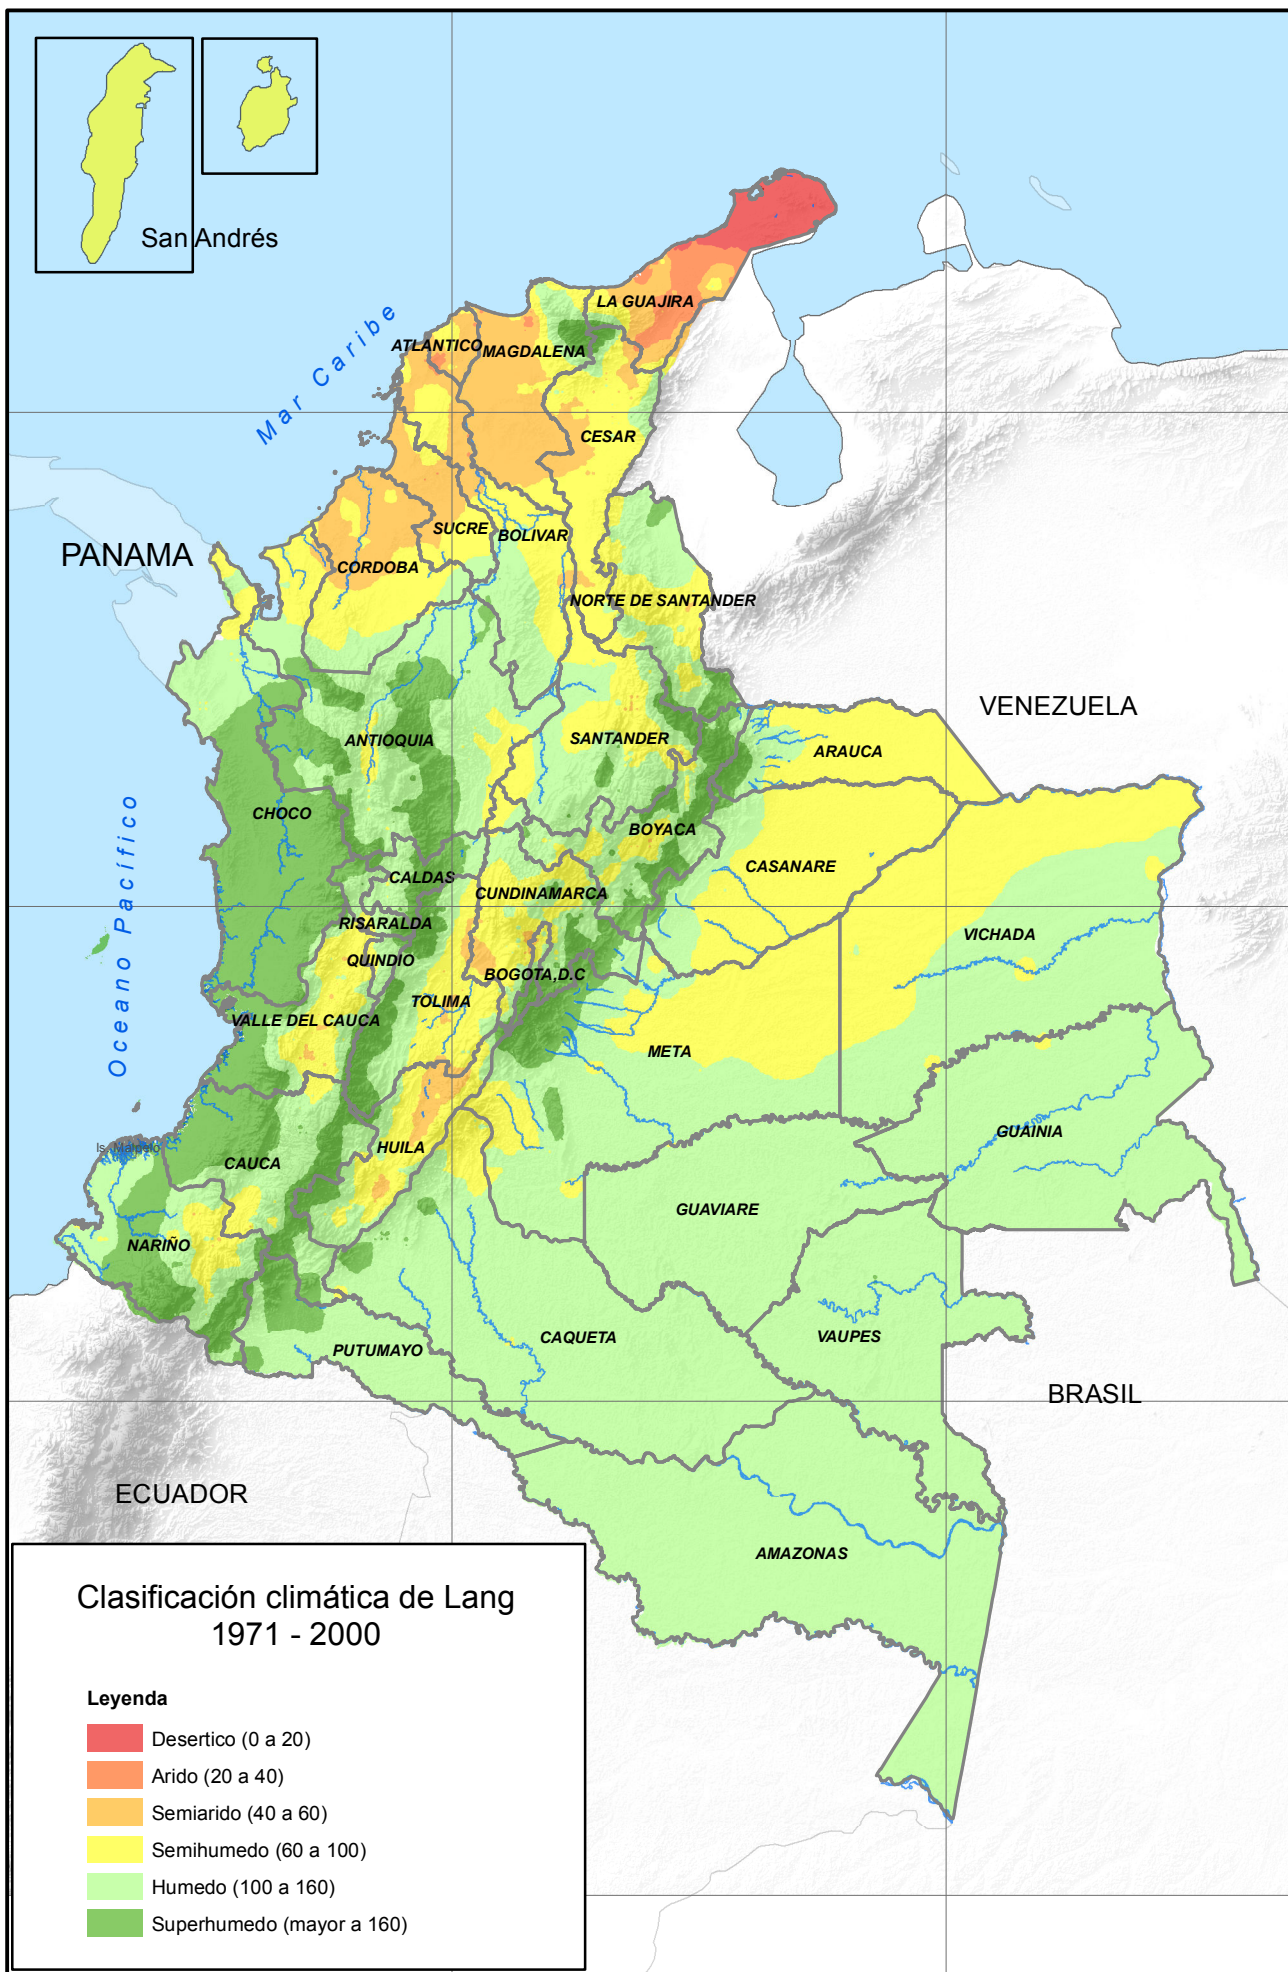 San Andrés
Mar Caribe
LA GUAJIRA
ATLANTICO
MAGDALENA
CESAR
SUCRE
BOLIVAR
PANAMA
CORDOBA
NORTE DE SANTANDER
VENEZUELA
ANTIOQUIA
SANTANDER
ARAUCA
CHOCO
BOYACA
Oceano Pacífico
CASANARE
CALDAS
CUNDINAMARCA
RISARALDA
VICHADA
QUINDIO
BOGOTA,D.C
TOLIMA
VALLE DEL CAUCA
META
GUAINIA
Is. Malpelo
HUILA
CAUCA
GUAVIARE
NARIÑO
CAQUETA
VAUPES
PUTUMAYO
BRASIL
ECUADOR
AMAZONAS
Clasificación climática de Lang
1971 - 2000
Leyenda
Desertico (0 a 20)
Arido (20 a 40)
Semiarido (40 a 60)
Semihumedo (60 a 100)
Humedo (100 a 160)
Superhumedo (mayor a 160)